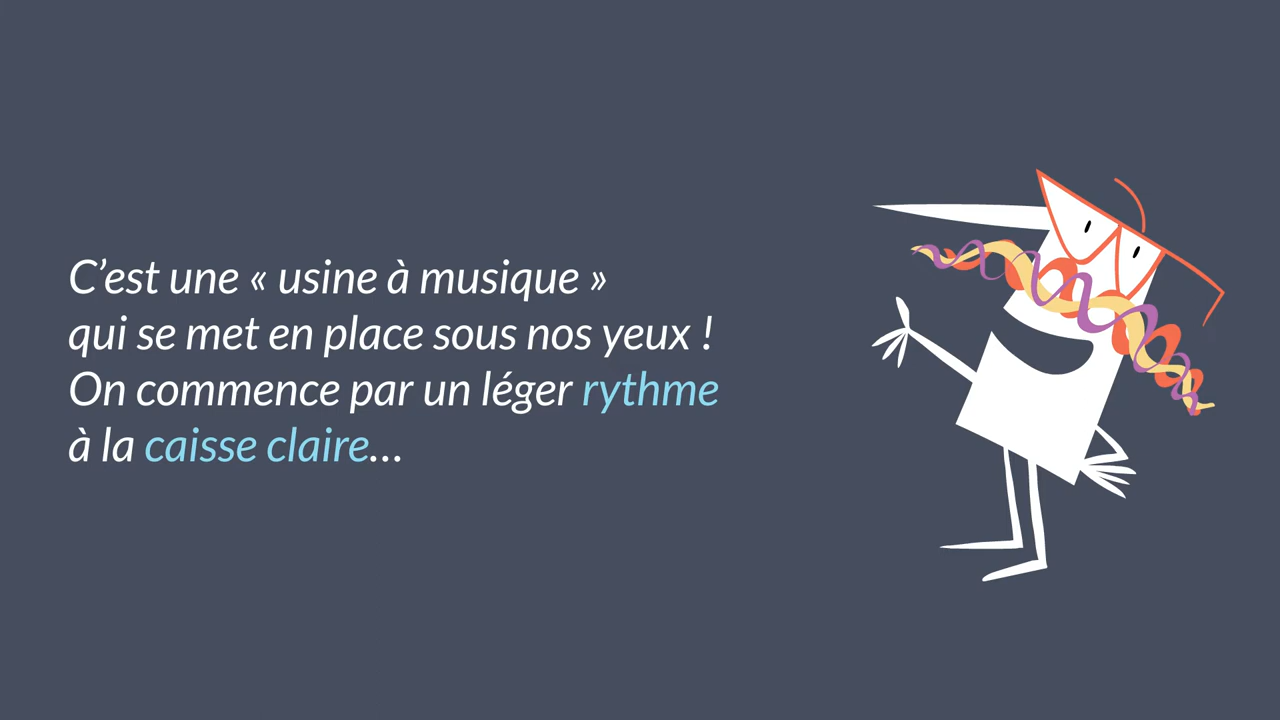 C’est une « usine à musique »
qui se met en place sous nos yeux !
On commence par un léger rythme
à la caisse claire…